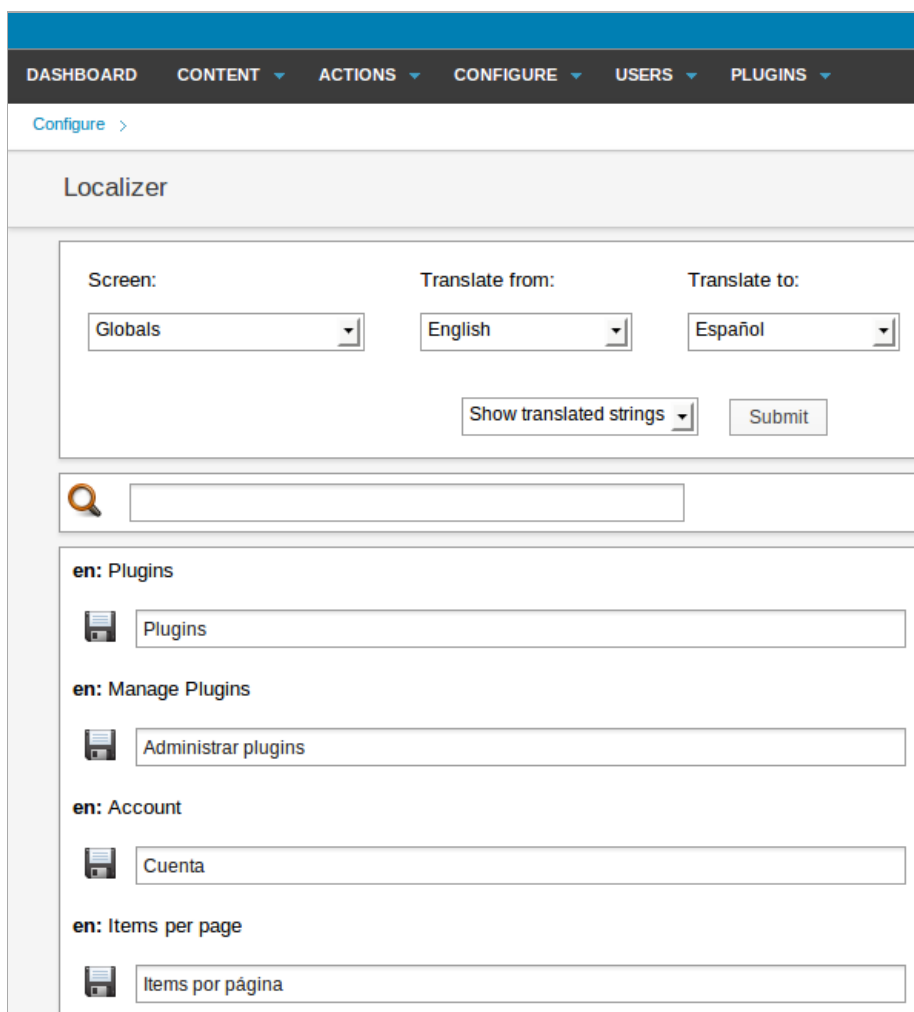 DASHBOARD CONTENT ACTIONS CONFIGURE USERS PLUGINS
Configure >
Localizer
Screen: Translate from: Translate to:
Globals English Español
Show translated strings Submit
en: Plugins
Plugins
en: Manage Plugins
Administrar plugins
en: Account
Cuenta
en: Items per page
Items por página